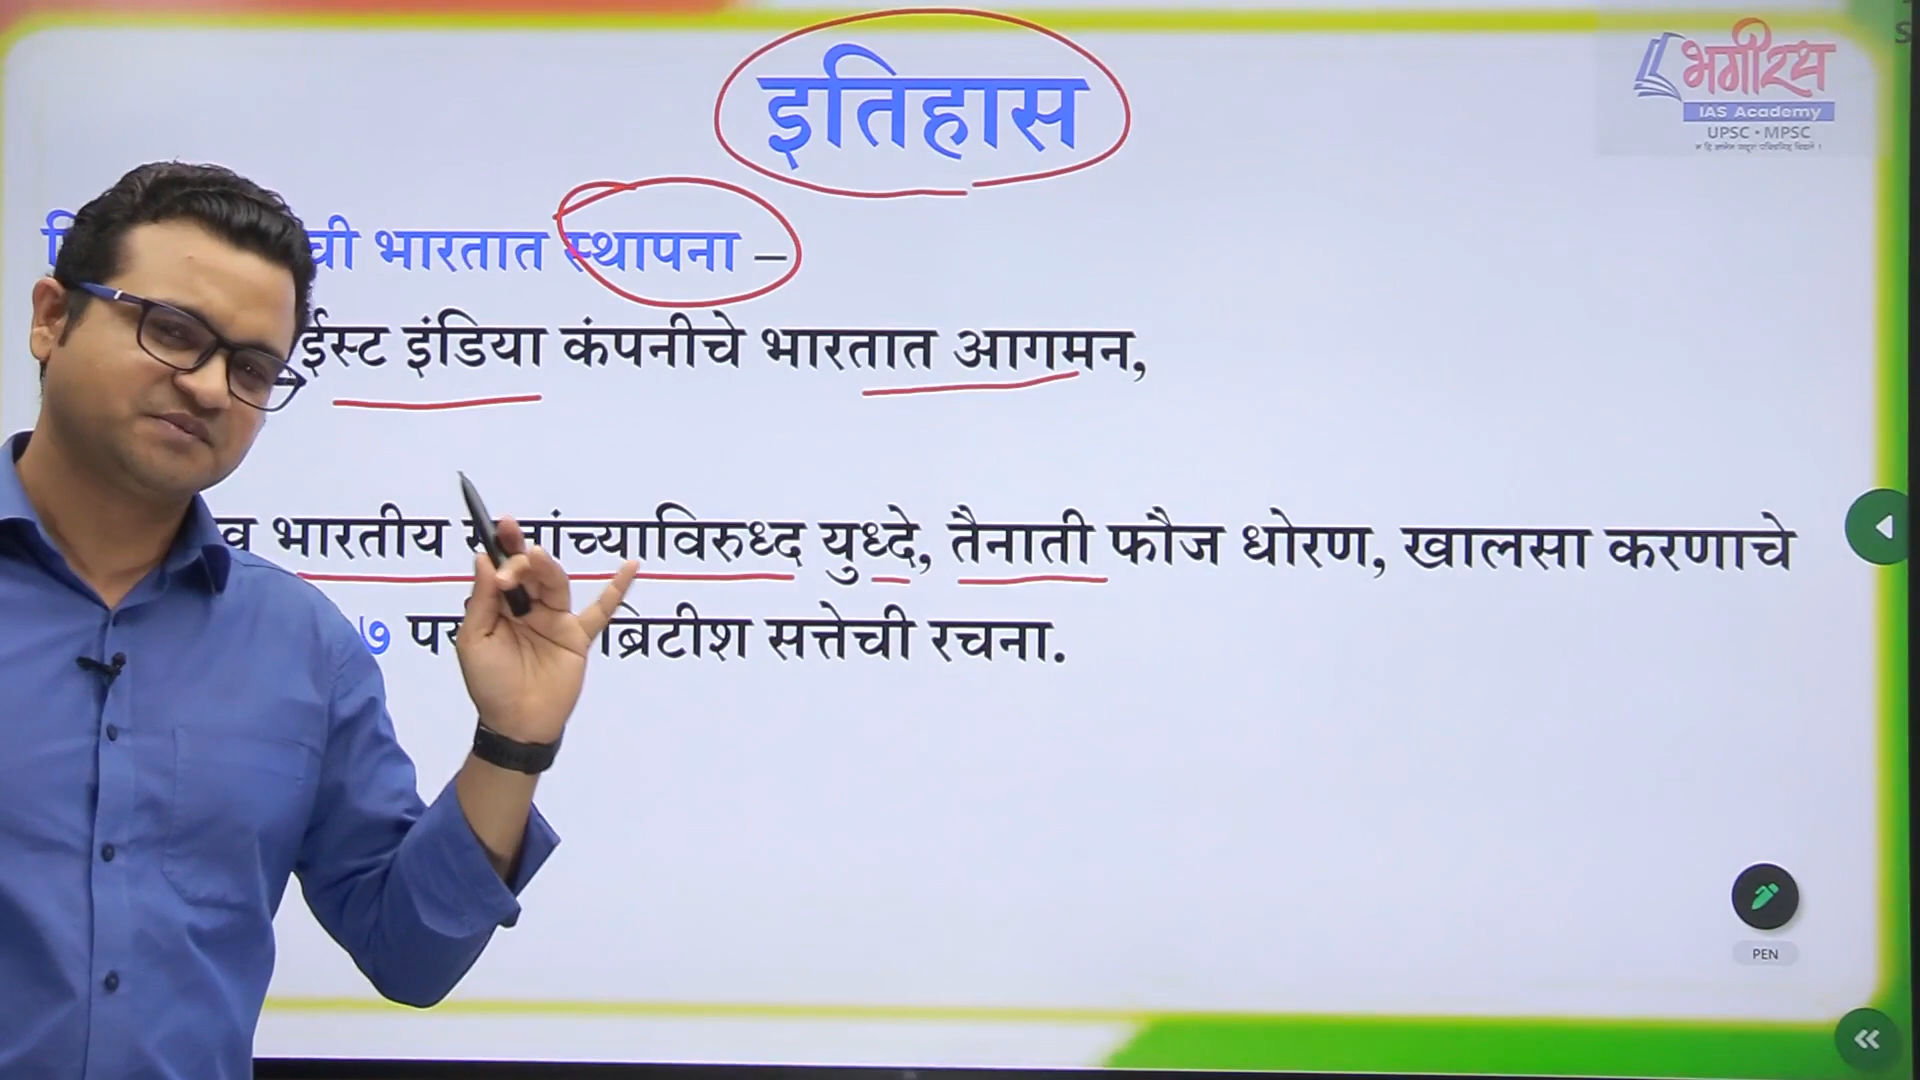 इतिहास
भगीरथ
IAS Academy
UPSC • MPSC
ची भारतात स्थापना –
ईस्ट इंडिया कंपनीचे भारतात आगमन,
व भारतीय युध्दे, तैनाती फौज धोरण, खालसा करणाचे
७ ब्रिटीश सत्तेची रचना.
PEN